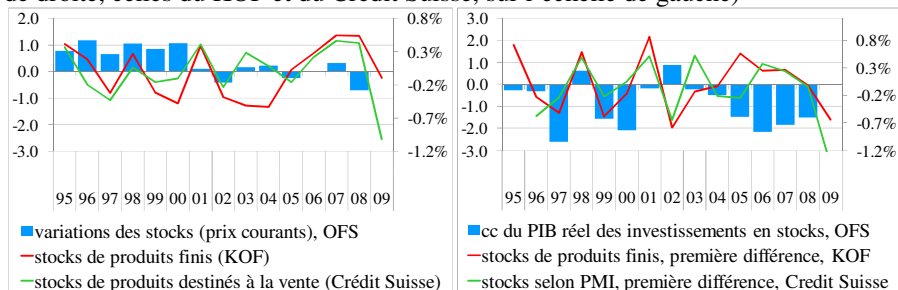 de droite, celles du KOF et du Crédit Suisse, sur l'échelle de gauche)
2.0
1.0
0.0
-1.0
-2.0
-3.0
0.8%
0.3%
-0.2%
-0.7%
-1.2%
95 96 97 98 99 00 01 02 03 04 05 06 07 08 09
variations des stocks (prix courants), OFS
stocks de produits finis (KOF)
stocks de produits destinés à la vente (Crédit Suisse)
3.0
2.0
1.0
0.0
-1.0
-2.0
-3.0
0.8%
0.3%
-0.2%
-0.7%
-1.2%
95 96 97 98 99 00 01 02 03 04 05 06 07 08 09
cc du PIB réel des investissements en stocks, OFS
stocks de produits finis, première différence, KOF
stocks selon PMI, première différence, Credit Suisse